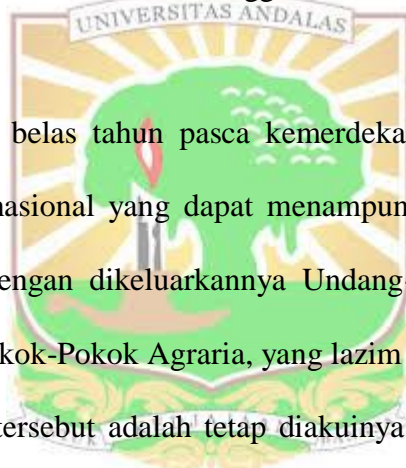 UNIVERSITAS ANDALAS
belas tahun pasca kemerdeka
nasional yang dapat menampun
engan dikeluarkannya Undang-
kok-Pokok Agraria, yang lazim
tersebut adalah tetap diakuinya